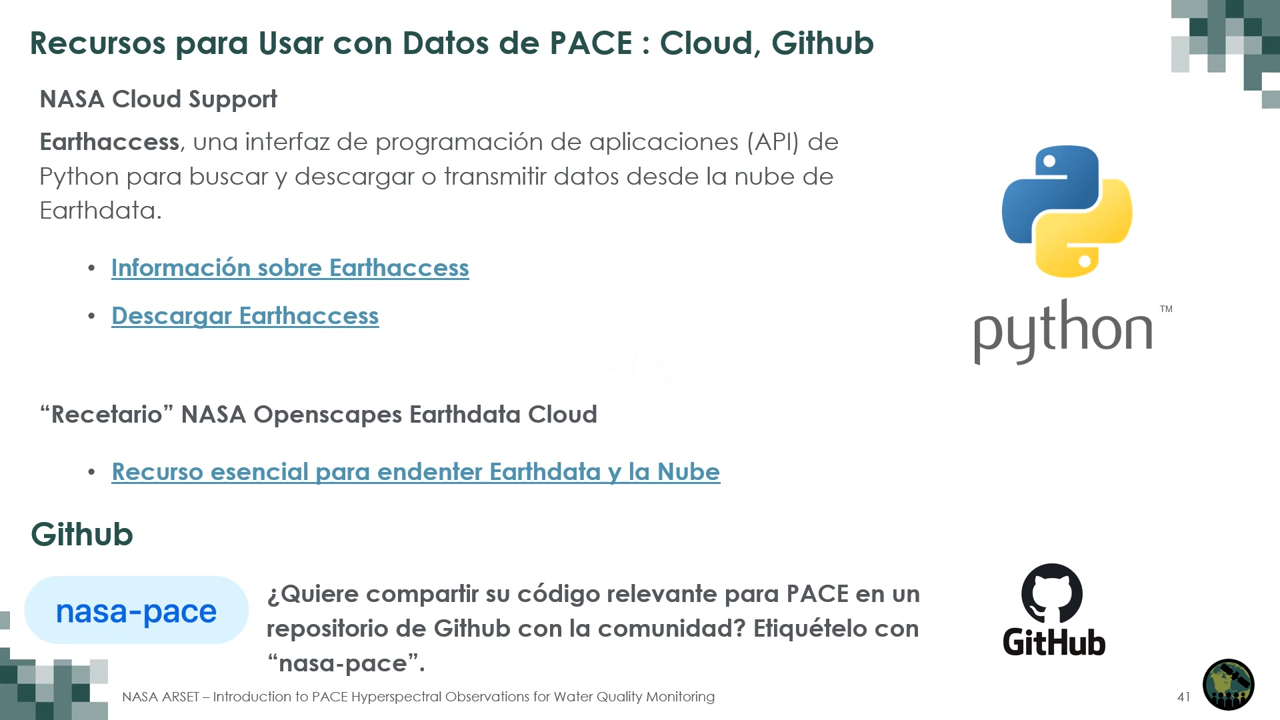 Recursos para Usar con Datos de PACE : Cloud, Github
NASA Cloud Support
Earthaccess, una interfaz de programación de aplicaciones (API) de
Python para buscar y descargar o transmitir datos desde la nube de
Earthdata.
• Información sobre Earthaccess
• Descargar Earthaccess
python™
“Recetario” NASA Openscapes Earthdata Cloud
• Recurso esencial para endenter Earthdata y la Nube
Github
nasa-pace
¿Quiere compartir su código relevante para PACE en un
repositorio de Github con la comunidad? Etiquételo con
“nasa-pace”.
GitHub
NASA ARSET – Introduction to PACE Hyperspectral Observations for Water Quality Monitoring
41